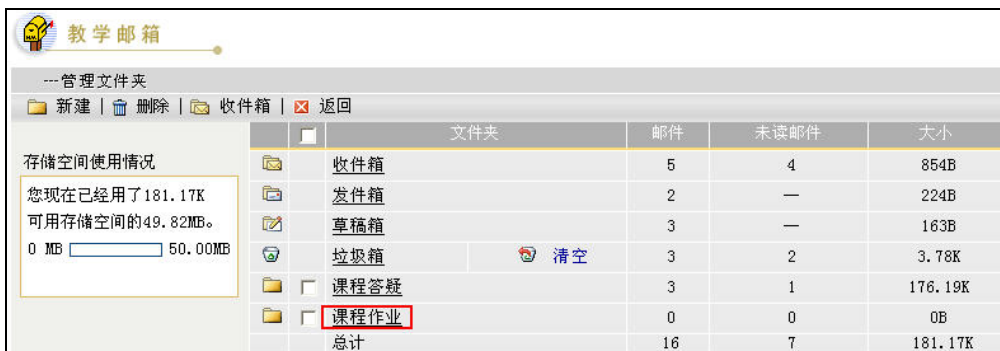 教学邮箱
---管理文件夹
新建 | 删除 | 收件箱 | 返回
文件夹 邮件 未读邮件 大小
存储空间使用情况
您现在已经用了181.17K
可用存储空间的49.82MB。
0 MB 50.00MB
收件箱 5 4 854B
发件箱 2 — 224B
草稿箱 3 — 163B
垃圾箱 清空 3 2 3.78K
课程答疑 3 1 176.19K
课程作业 0 0 0B
总计 16 7 181.17K